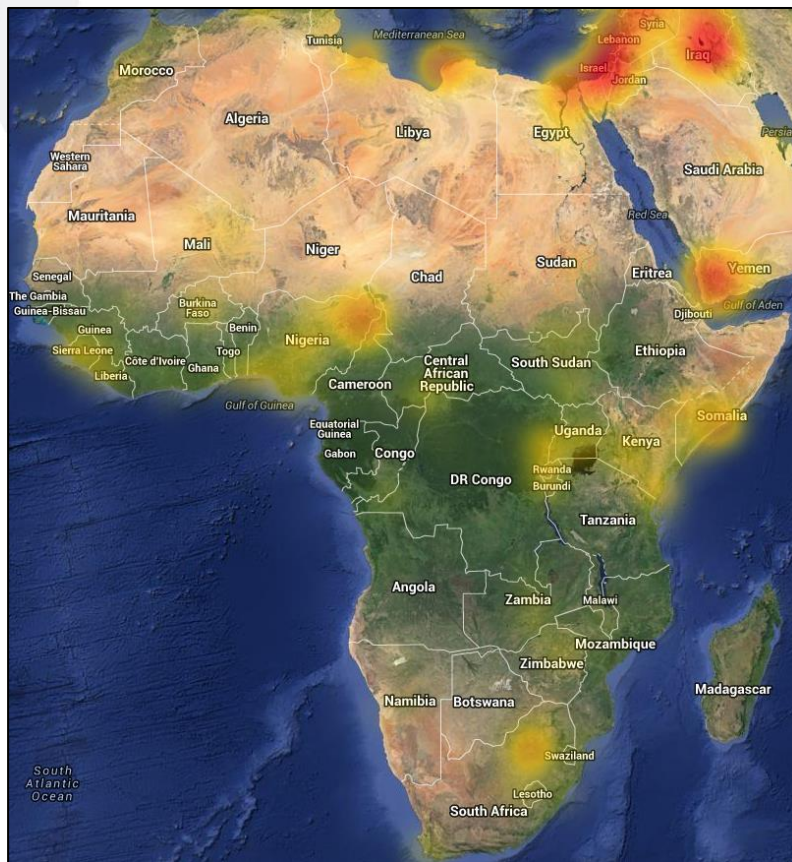 Syria
Tunisia
Mediterranean Sea
Lebanon
Iraq
Morocco
Israel
Jordan
Algeria
Libya
Egypt
Persia
Western
Sahara
Saudi Arabia
Mauritania
Red Sea
Mali
Niger
Chad
Sudan
Eritrea
Yemen
Senegal
The Gambia
Guinea-Bissau
Burkina
Faso
Gulf of Aden
Djibouti
Guinea
Benin
Nigeria
Sierra Leone
Côte d'Ivoire
Togo
Ghana
Liberia
Central
African
Republic
South Sudan
Ethiopia
Cameroon
Gulf of Guinea
Somalia
Equatorial
Guinea
Uganda
Kenya
Gabon
Congo
Rwanda
DR Congo
Burundi
Tanzania
Angola
Zambia
Malawi
Mozambique
Zimbabwe
Madagascar
Namibia
Botswana
Swaziland
South
Atlantic
Ocean
Lesotho
South Africa